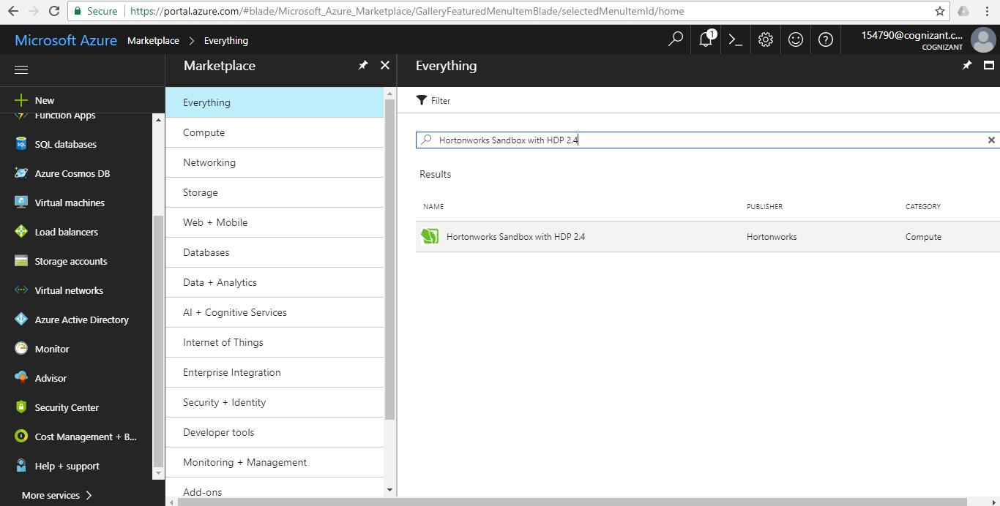 Secure
https://portal.azure.com/#blade/Microsoft_Azure_Marketplace/GalleryFeaturedMenuItemBlade/selectedMenuItemId/home
Microsoft Azure Marketplace > Everything
1
154790@cognizant.c...
COGNIZANT
New
Function Apps
SQL databases
Azure Cosmos DB
Virtual machines
Load balancers
Storage accounts
Virtual networks
Azure Active Directory
Monitor
Advisor
Security Center
Cost Management + B...
Help + support
More services >
Marketplace
Everything
Compute
Networking
Storage
Web + Mobile
Databases
Data + Analytics
AI + Cognitive Services
Internet of Things
Enterprise Integration
Security + Identity
Developer tools
Monitoring + Management
Add-ons
Everything
Filter
Hortonworks Sandbox with HDP 2.4
Results
NAME PUBLISHER CATEGORY
Hortonworks Sandbox with HDP 2.4 Hortonworks Compute